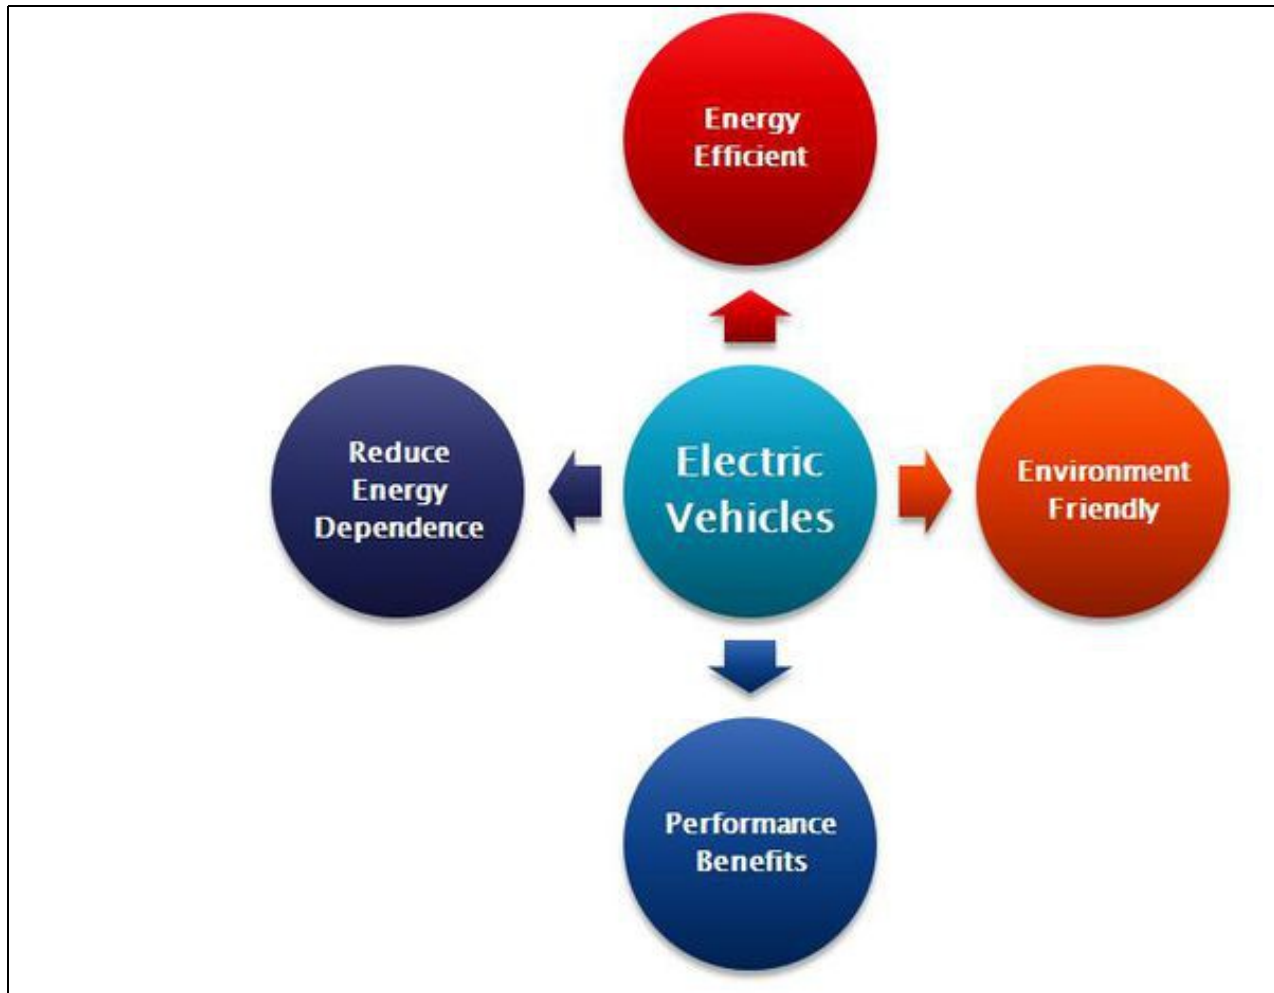 Energy
Efficient
Reduce
Energy
Dependence
Electric
Vehicles
Environment
Friendly
Performance
Benefits